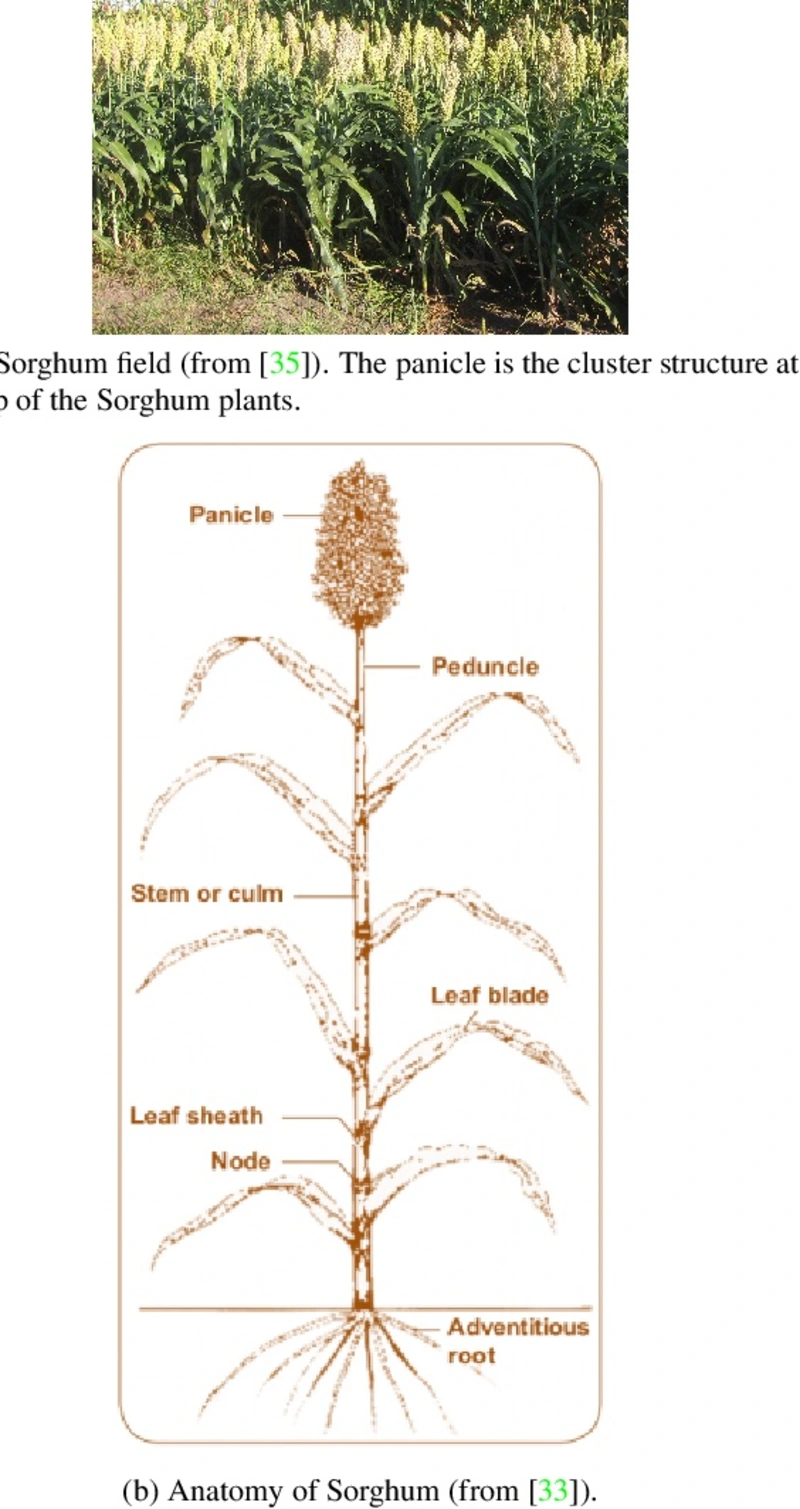 Sorghum field (from [35]). The panicle is the cluster structure at
of the Sorghum plants.
Panicle
Peduncle
Stem or culm
Leaf blade
Leaf sheath
Node
Adventitious
root
(b) Anatomy of Sorghum (from [33]).